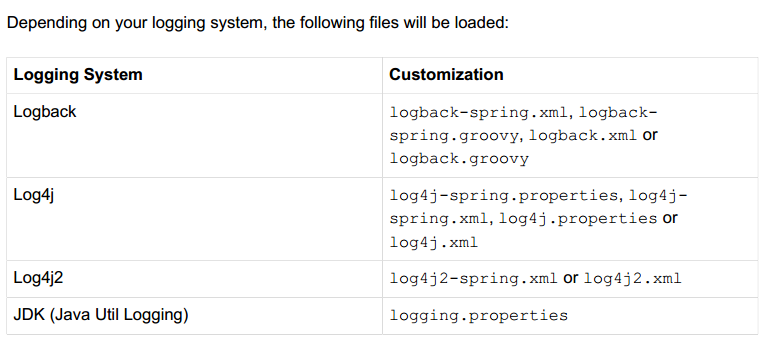 Depending on your logging system, the following files will be loaded:
Logging System Customization
Logback logback-spring.xml, logback-
spring.groovy, logback.xml or
logback.groovy
Log4j log4j-spring.properties, log4j-
spring.xml, log4j.properties or
log4j.xml
Log4j2 log4j2-spring.xml or log4j2.xml
JDK (Java Util Logging) logging.properties